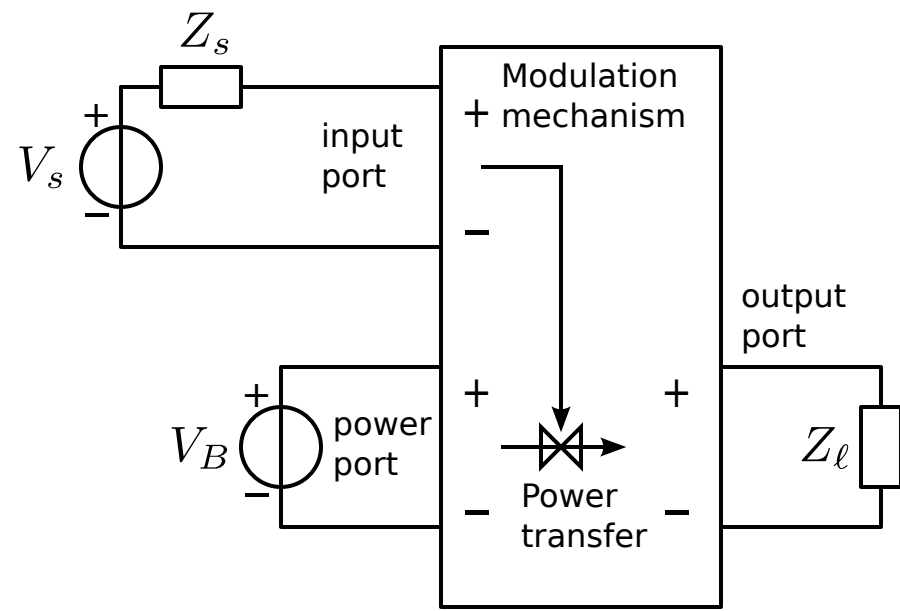 Z_s
Modulation
mechanism
+
+
input
port
V_s
−
−
output
port
+
+
+
V_B
power
port
Z_ℓ
−
Power
−
−
transfer